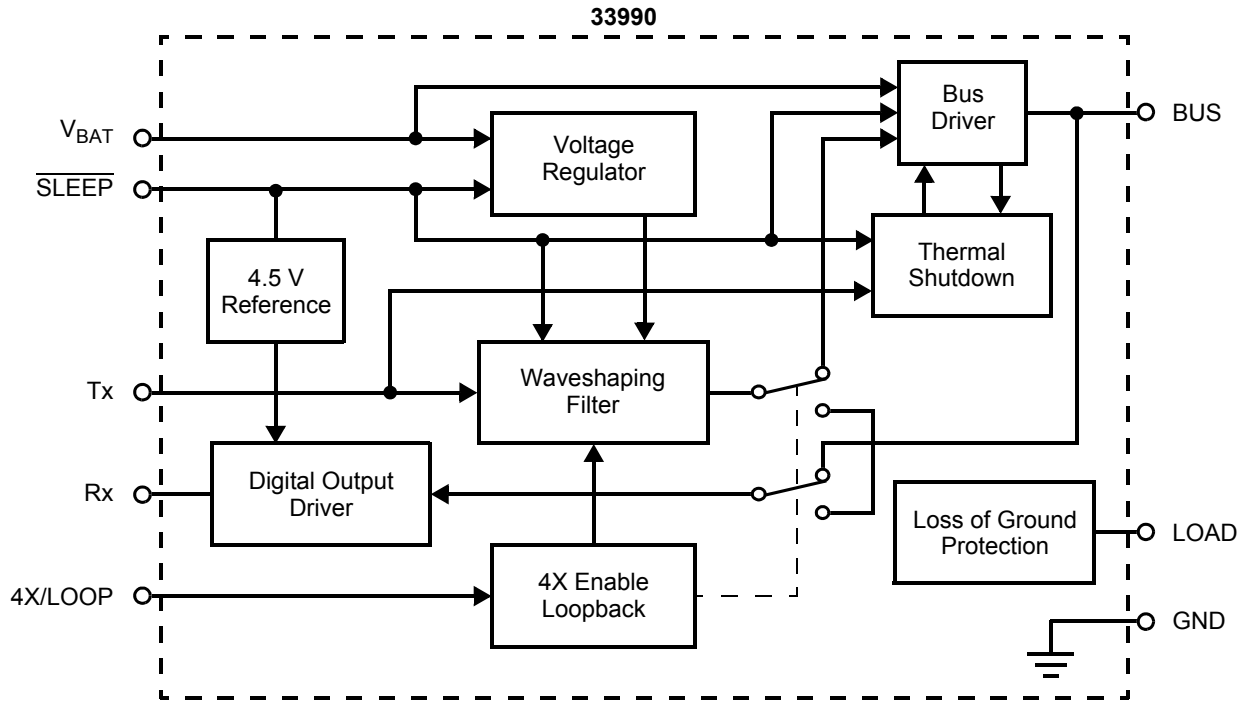 33990
V_BAT
SLEEP
Tx
Rx
4X/LOOP
Voltage
Regulator
Bus
Driver
4.5 V
Reference
Thermal
Shutdown
Waveshaping
Filter
Digital Output
Driver
4X Enable
Loopback
Loss of Ground
Protection
BUS
LOAD
GND